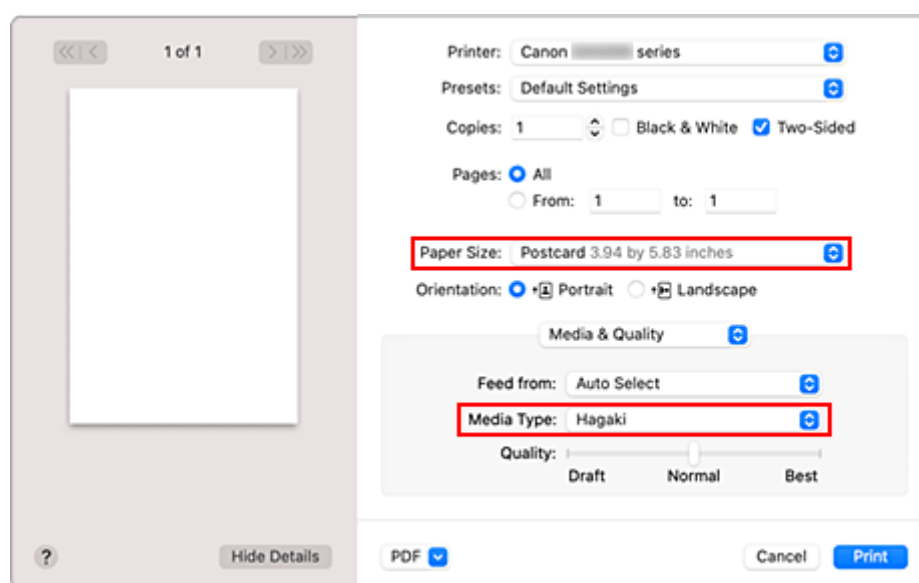 1 of 1
Printer: Canon series
Presets: Default Settings
Copies: 1 Black & White Two-Sided
Pages: All
From: 1 to: 1
Paper Size: Postcard 3.94 by 5.83 inches
Orientation: Portrait Landscape
Media & Quality
Feed from: Auto Select
Media Type: Hagaki
Quality:
Draft Normal Best
? Hide Details PDF Cancel Print